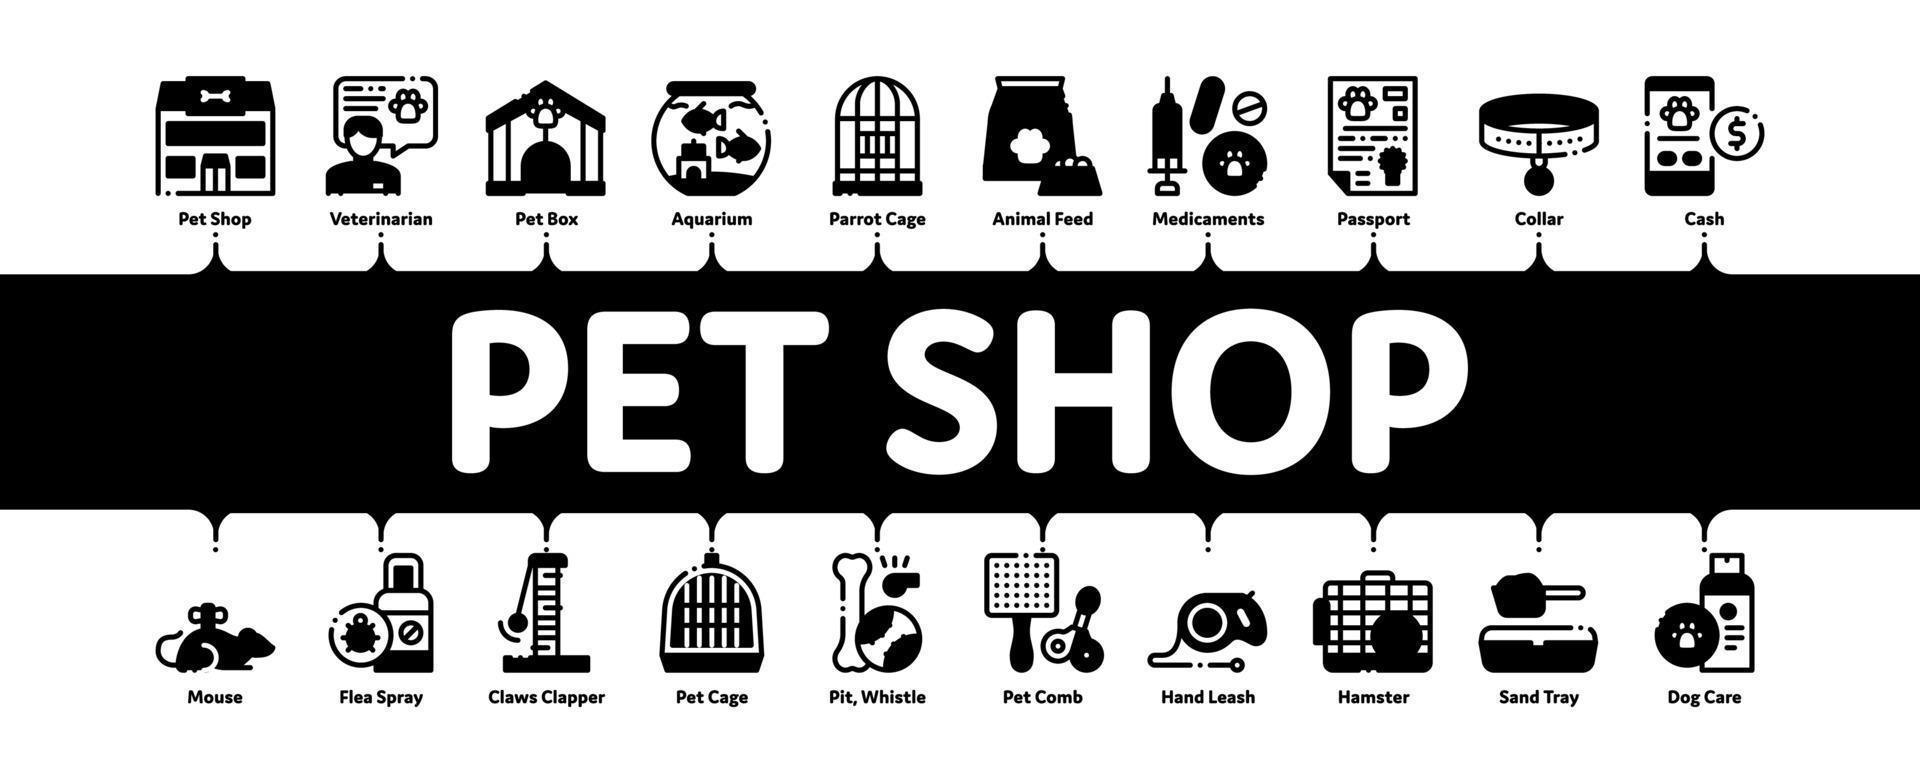 Pet Shop Veterinarian Pet Box Aquarium Parrot Cage Animal Feed Medicaments Passport Collar Cash
$
PET SHOP
Mouse Flea Spray Claws Clapper Pet Cage Pit, Whistle Pet Comb Hand Leash Hamster Sand Tray Dog Care